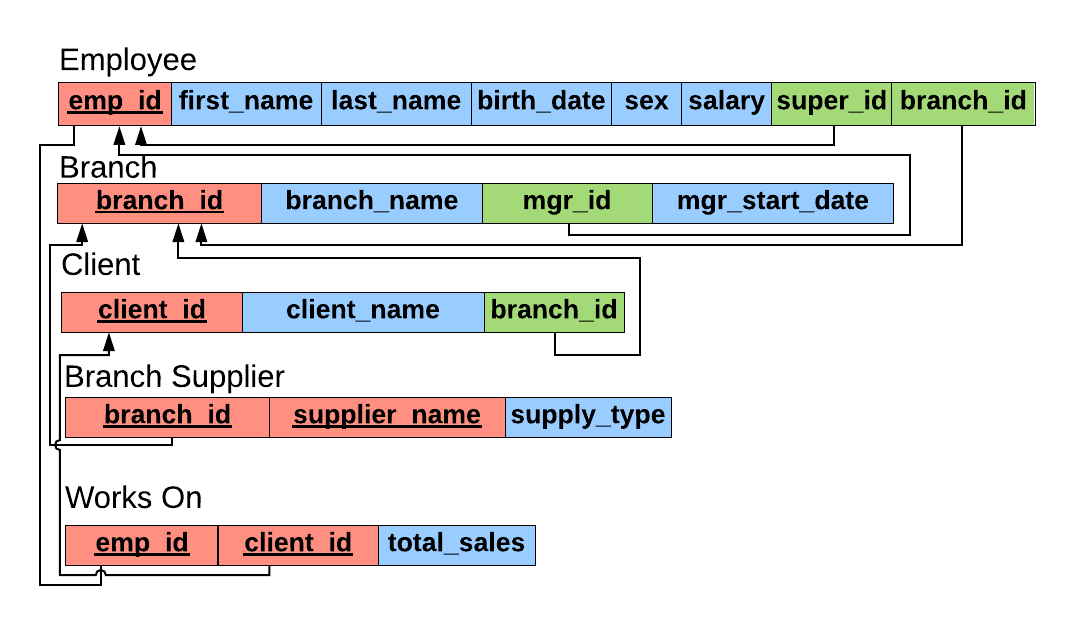 Employee
emp_id first_name last_name birth_date sex salary super_id branch_id
Branch
branch_id branch_name mgr_id mgr_start_date
Client
client_id client_name branch_id
Branch Supplier
branch_id supplier_name supply_type
Works On
emp_id client_id total_sales